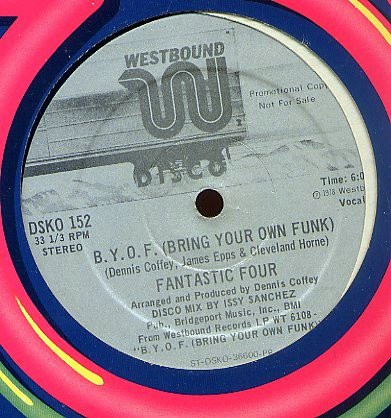 WESTBOUND
Promotional Copy
Not For Sale
DISCO
DSKO 152
33 1/3 RPM
STEREO
Time: 6:0
℗ 1978 Westb
Vocal
B.Y.O.F. (BRING YOUR OWN FUNK)
(Dennis Coffey, James Epps & Cleveland Horne)
FANTASTIC FOUR
Arranged and Produced by Dennis Coffey
DISCO MIX BY ISSY SANCHEZ
Pub., Bridgeport Music, Inc., BMI
From Westbound Records LP WT 6108-
"B.Y.O.F. (BRING YOUR OWN FUNK)
ST-DSKO-36600-PR